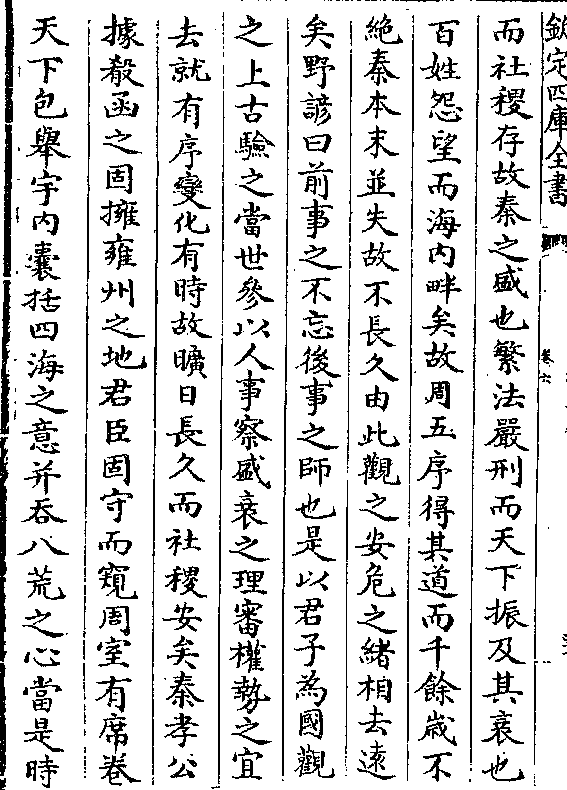 欽定四庫全書
卷六
而社稷存故秦之盛也繁法嚴刑而天下振及其衰也
百姓怨望而海内畔矣故周五序得其道而千餘歲不
絶秦本末並失故不長久由此觀之安危之緒相去逺
矣野諺曰前事之不忘後事之師也是以君子為國觀
之上古驗之當世參以人事察盛衰之理審權勢之宜
去就有序變化有時故曠日長久而社稷安矣秦孝公
據殽函之固擁雍州之地君臣固守而窺周室有席卷
天下包舉宇内囊括四海之意并吞八荒之心當是時